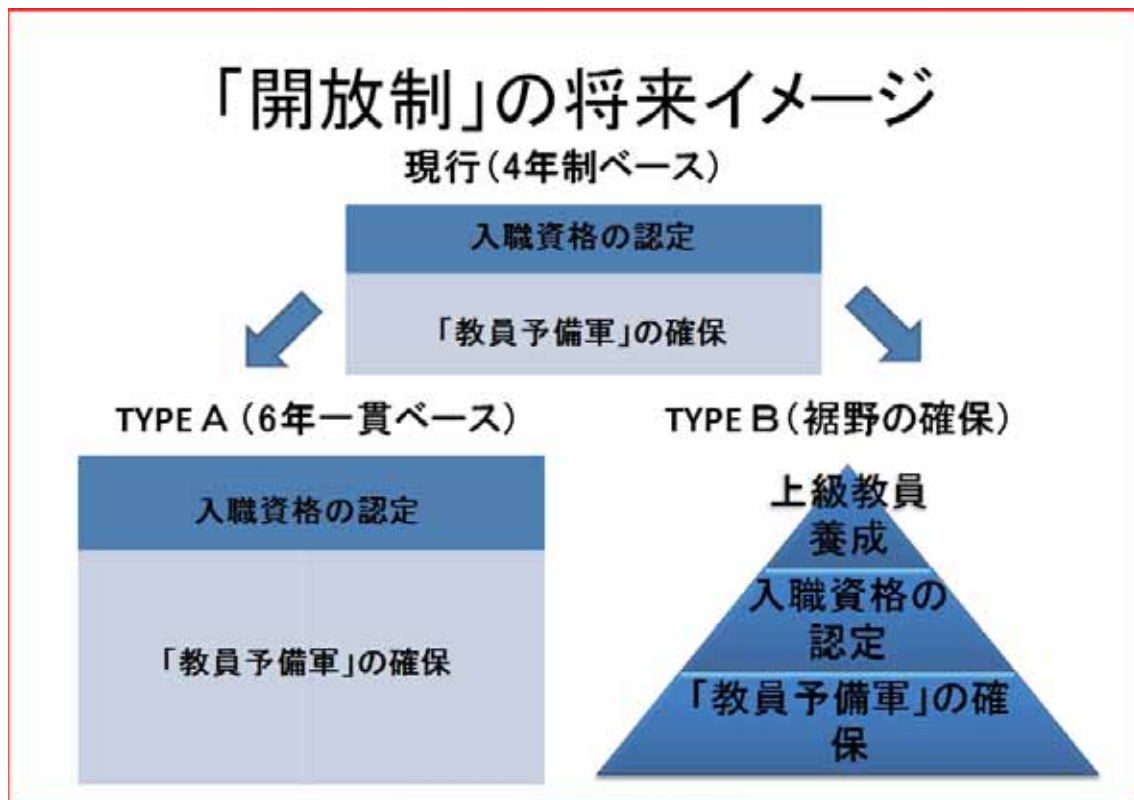 「開放制」の将来イメージ
現行(4年制ベース)
入職資格の認定
「教員予備軍」の確保
TYPE A (6年一貫ベース)
入職資格の認定
「教員予備軍」の確保
TYPE B(裾野の確保)
上級教員
養成
入職資格の
認定
「教員予備軍」の確
保